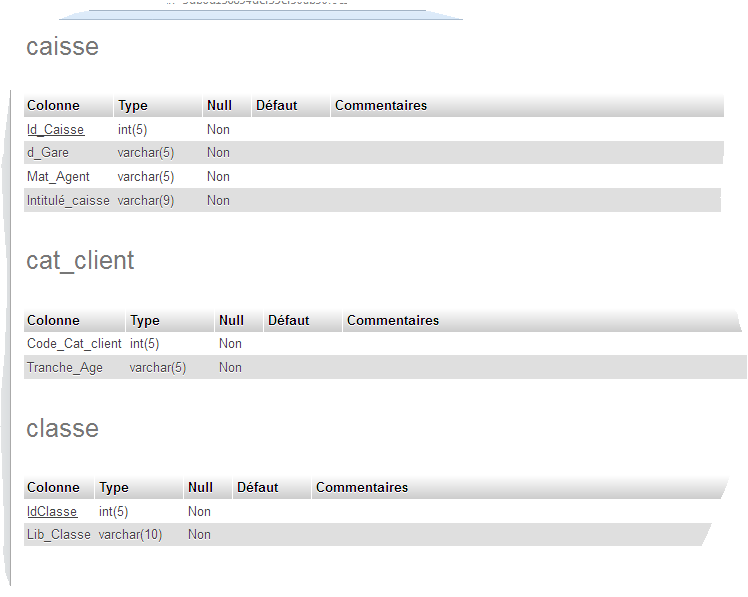 caisse
Colonne Type Null Défaut Commentaires
Id_Caisse int(5) Non
d_Gare varchar(5) Non
Mat_Agent varchar(5) Non
Intitulé_caisse varchar(9) Non
cat_client
Colonne Type Null Défaut Commentaires
Code_Cat_client int(5) Non
Tranche_Age varchar(5) Non
classe
Colonne Type Null Défaut Commentaires
IdClasse int(5) Non
Lib_Classe varchar(10) Non